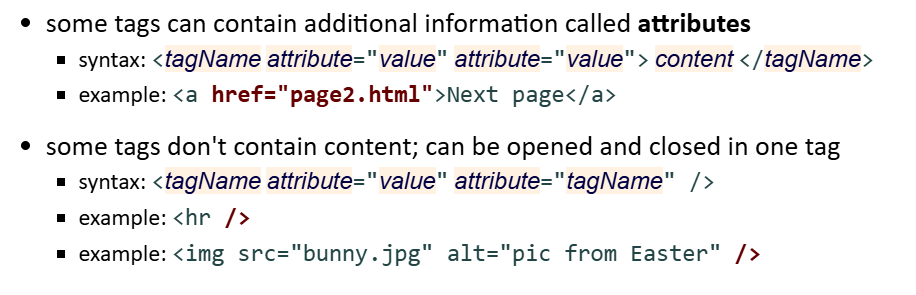 • some tags can contain additional information called attributes
▪ syntax: <tagName attribute="value" attribute="value"> content </tagName>
▪ example: <a href="page2.html">Next page</a>
• some tags don't contain content; can be opened and closed in one tag
▪ syntax: <tagName attribute="value" attribute="tagName" />
▪ example: <hr />
▪ example: <img src="bunny.jpg" alt="pic from Easter" />